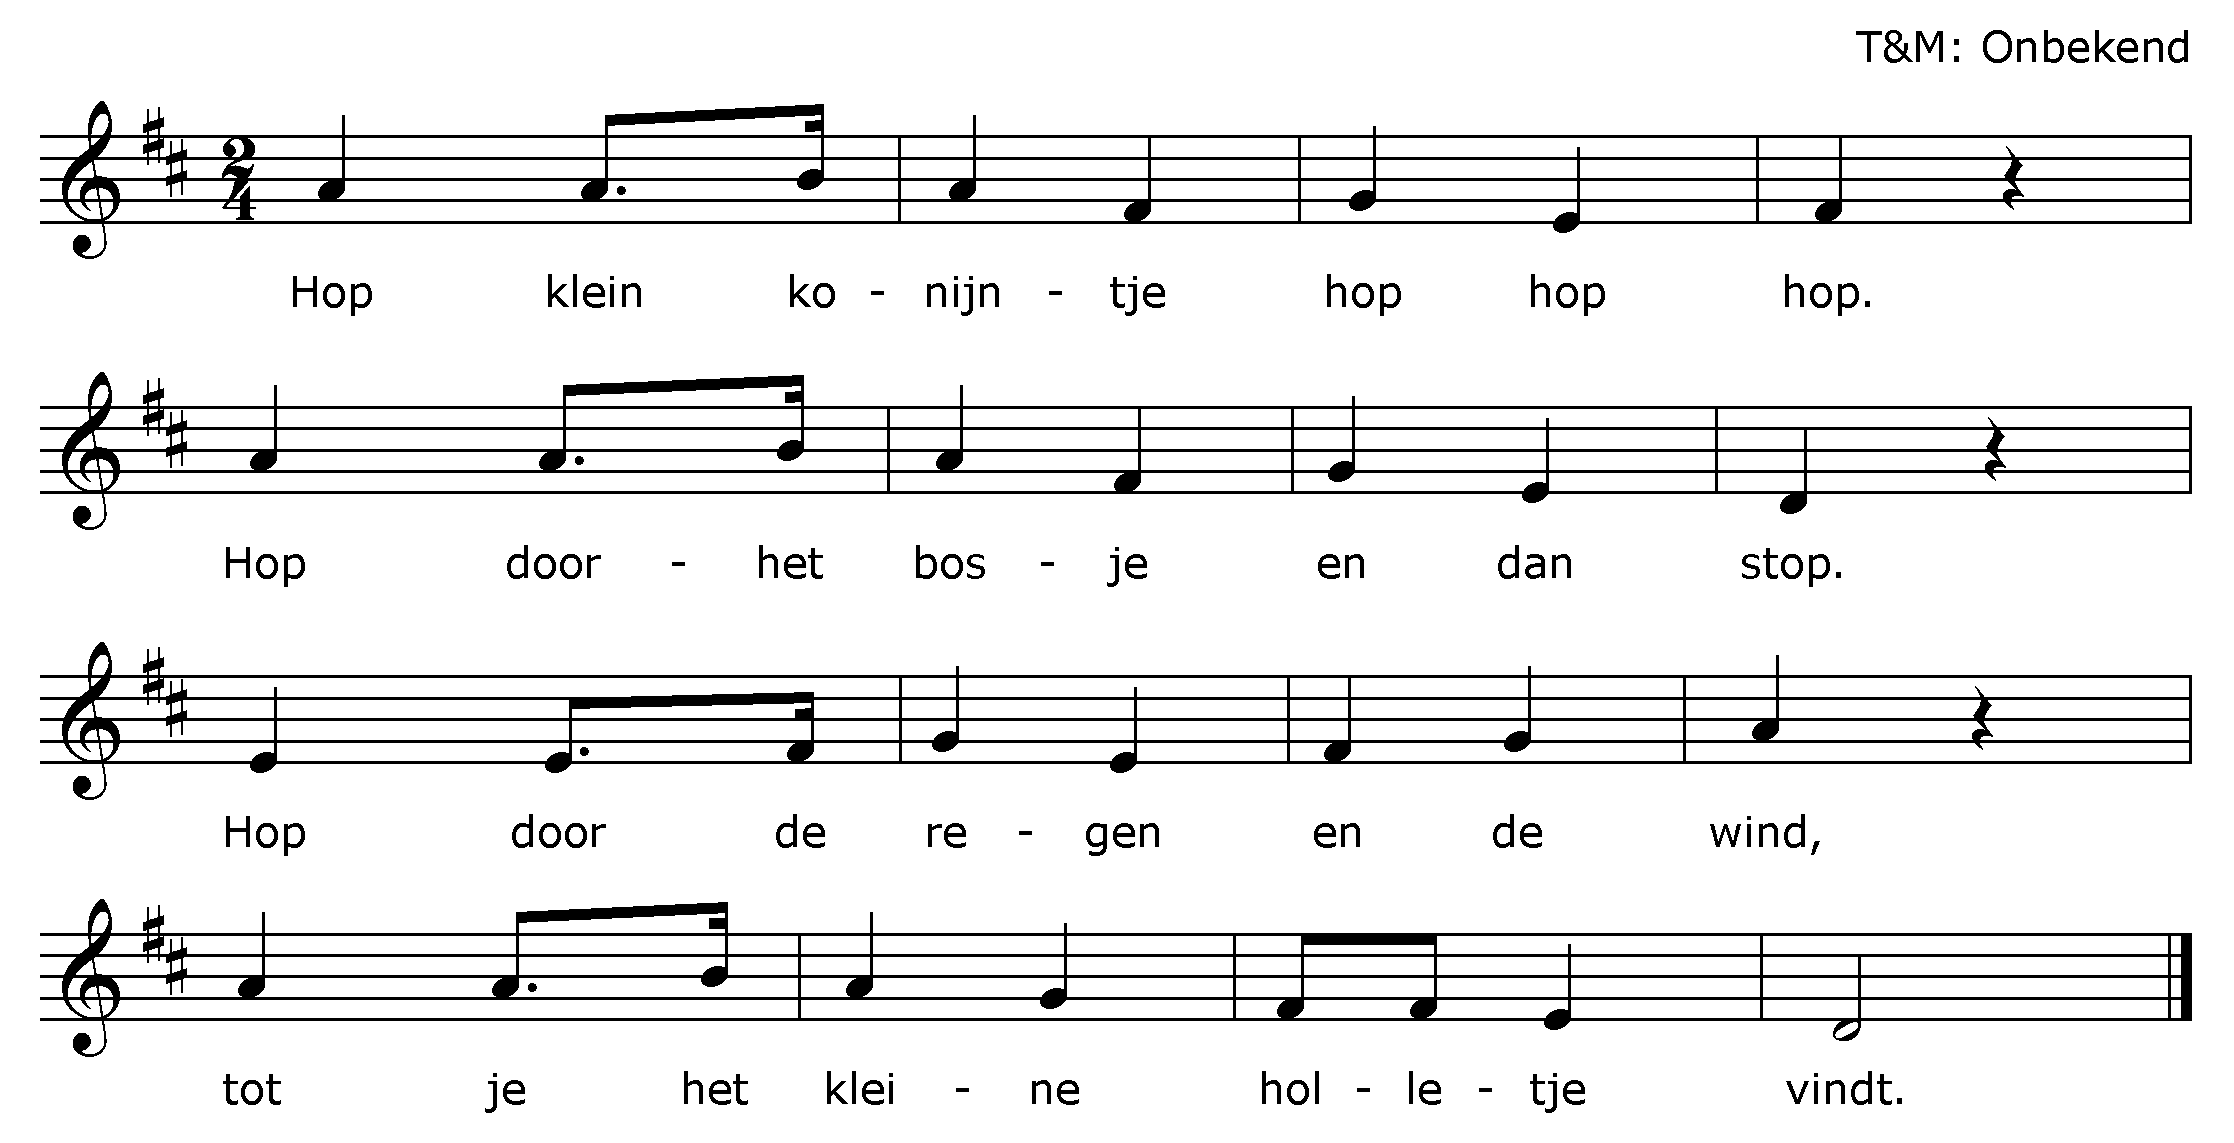 T&M: Onbekend
Hop klein ko - nijn - tje hop hop hop.
Hop door - het bos - je en dan stop.
Hop door de re - gen en de wind,
tot je het klei - ne hol - le - tje vindt.